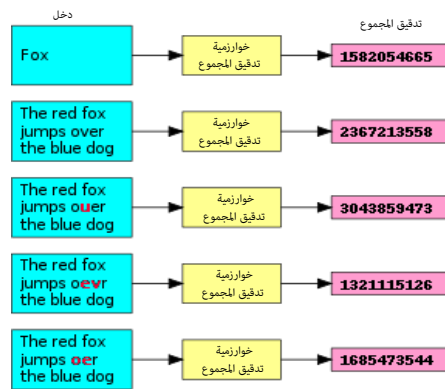 دخل
تدقيق المجموع
Fox
خوارزمية
تدقيق المجموع
1582054665
The red fox
jumps over
the blue dog
خوارزمية
تدقيق المجموع
2367213558
The red fox
jumps ouer
the blue dog
خوارزمية
تدقيق المجموع
3043859473
The red fox
jumps oevr
the blue dog
خوارزمية
تدقيق المجموع
1321115126
The red fox
jumps oer
the blue dog
خوارزمية
تدقيق المجموع
1685473544